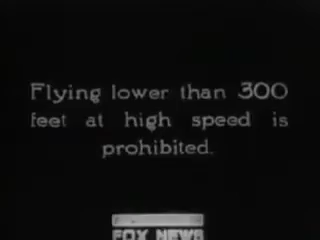 Flying lower than 300
feet at high speed is
prohibited.
FOX NEWS